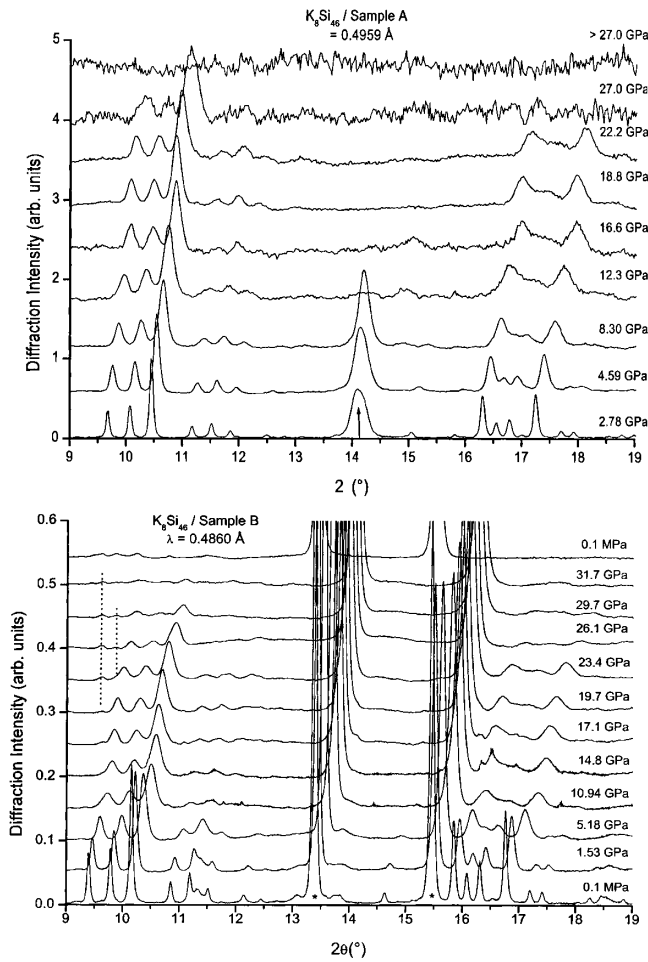 K₈Si₄₆ / Sample A
= 0.4959 Å
> 27.0 GPa
27.0 GPa
22.2 GPa
18.8 GPa
16.6 GPa
12.3 GPa
8.30 GPa
4.59 GPa
2.78 GPa
Diffraction Intensity (arb. units)
5
4
3
2
1
0
9 10 11 12 13 14 15 16 17 18 19
2 (°)
K₈Si₄₆ / Sample B
λ = 0.4860 Å
0.1 MPa
31.7 GPa
29.7 GPa
26.1 GPa
23.4 GPa
19.7 GPa
17.1 GPa
14.8 GPa
10.94 GPa
5.18 GPa
1.53 GPa
0.1 MPa
* *
Diffraction Intensity (arb. units)
0.6
0.5
0.4
0.3
0.2
0.1
0.0
9 10 11 12 13 14 15 16 17 18 19
2θ(°)